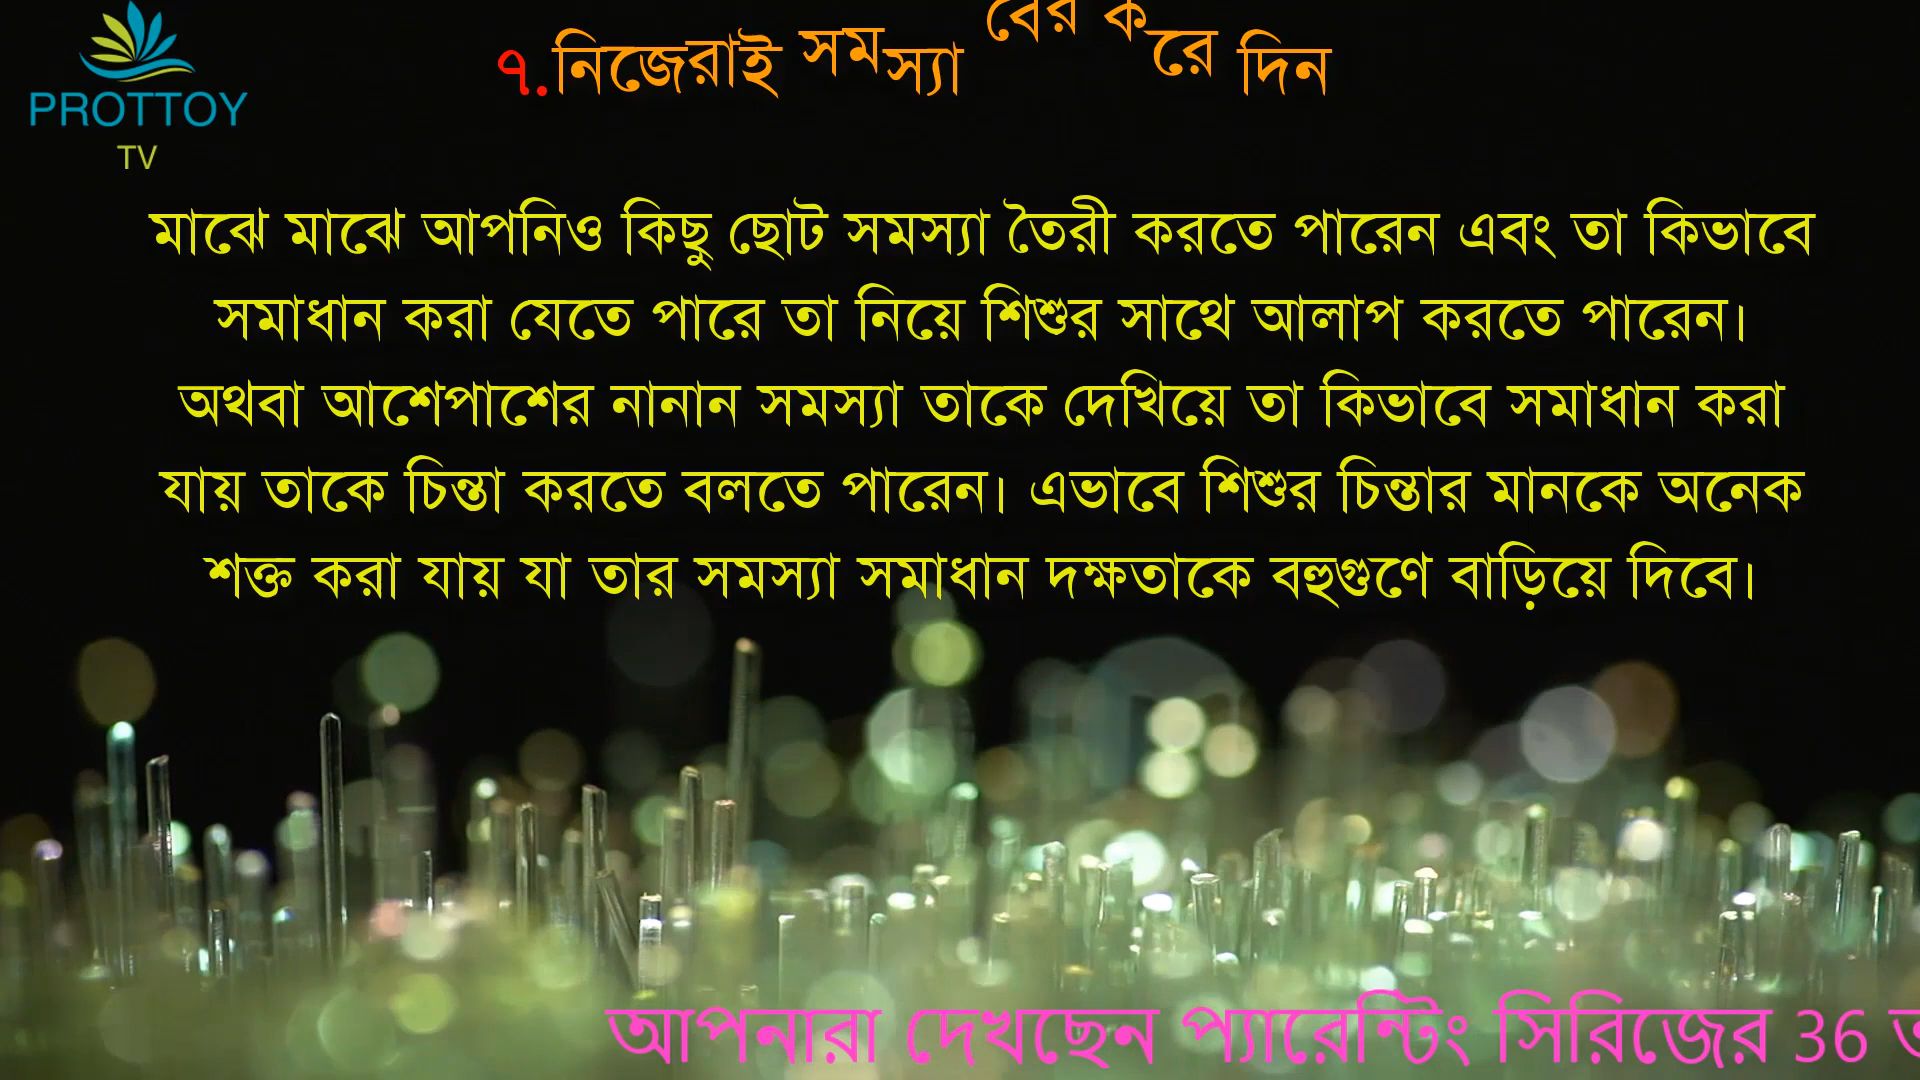 PROTTOY
TV
৭.নিজেরাই সমস্যা বের করে দিন
মাঝে মাঝে আপনিও কিছু ছোট সমস্যা তৈরী করতে পারেন এবং তা কিভাবে
সমাধান করা যেতে পারে তা নিয়ে শিশুর সাথে আলাপ করতে পারেন।
অথবা আশেপাশের নানান সমস্যা তাকে দেখিয়ে তা কিভাবে সমাধান করা
যায় তাকে চিন্তা করতে বলতে পারেন। এভাবে শিশুর চিন্তার মানকে অনেক
শক্ত করা যায় যা তার সমস্যা সমাধান দক্ষতাকে বহুগুণে বাড়িয়ে দিবে।
আপনারা দেখছেন প্যারেন্টিং সিরিজের 36